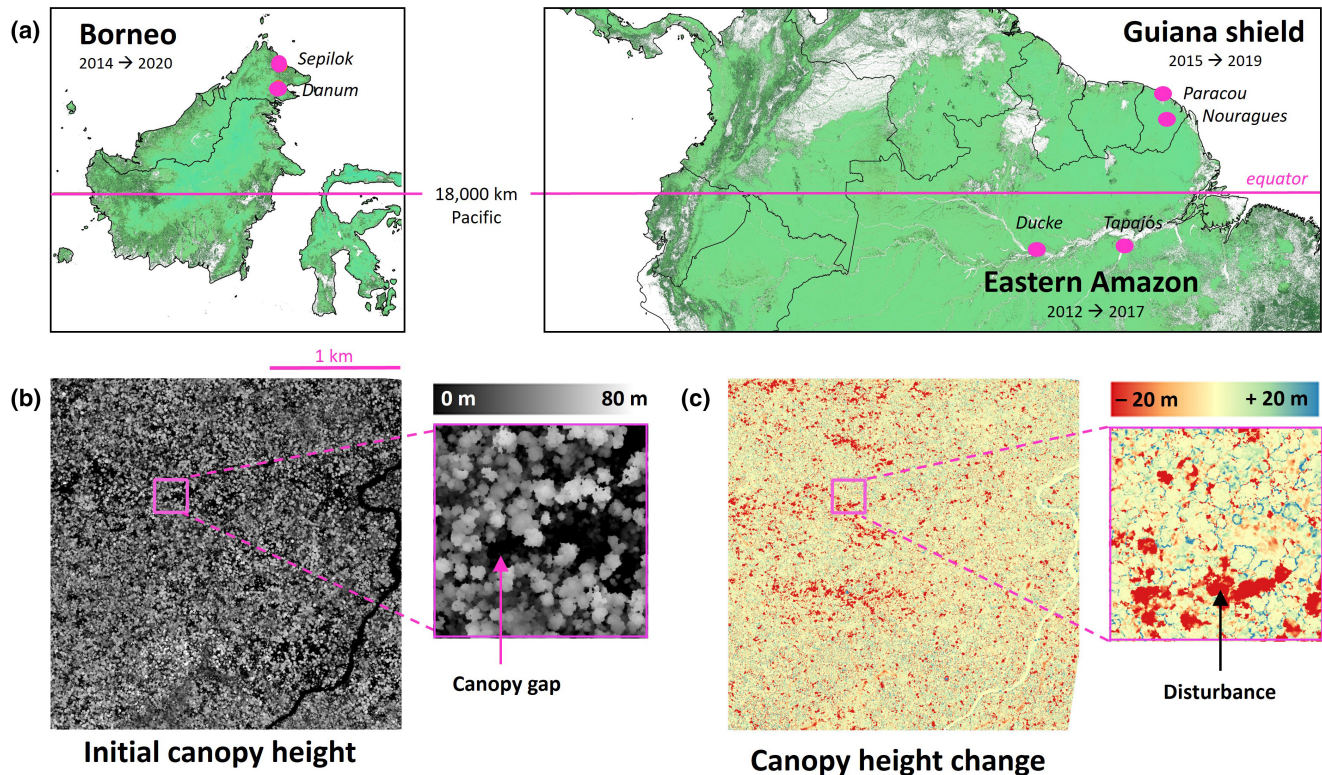 (a)
Borneo
2014 → 2020
Sepilok
Danum
18,000 km
Pacific
Guiana shield
2015 → 2019
Paracou
Nouragues
equator
Ducke
Tapajós
Eastern Amazon
2012 → 2017
1 km
(b)
0 m
80 m
Canopy gap
Initial canopy height
(c)
– 20 m
+ 20 m
Disturbance
Canopy height change